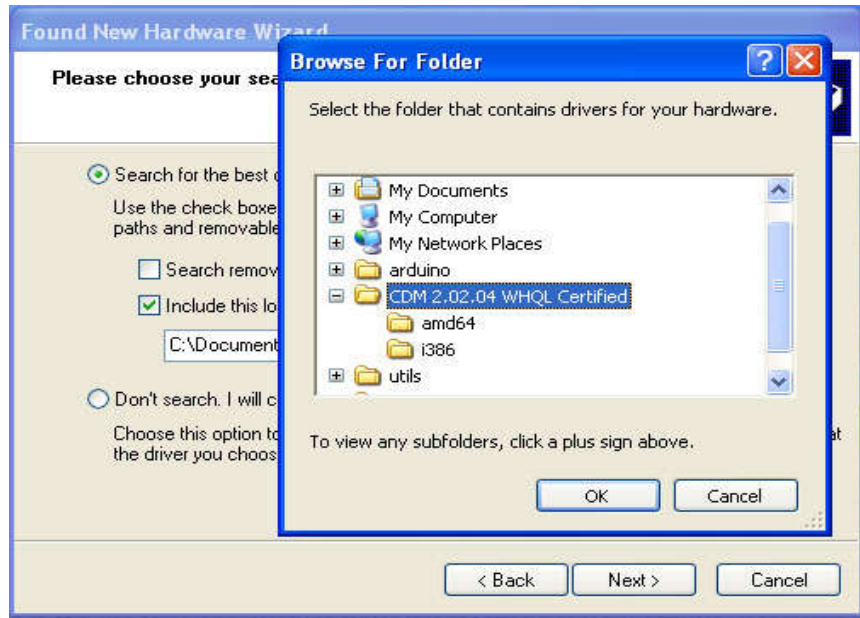 Found New Hardware Wizard
Please choose your sea
Search for the best
Use the check boxe
paths and removable
Search remov
Include this lo
C:\Document
Don't search. I will c
Choose this option to
at
the driver you choos
Browse For Folder
Select the folder that contains drivers for your hardware.
My Documents
My Computer
My Network Places
arduino
CDM 2.02.04 WHQL Certified
amd64
i386
utils
To view any subfolders, click a plus sign above.
OK
Cancel
< Back
Next >
Cancel